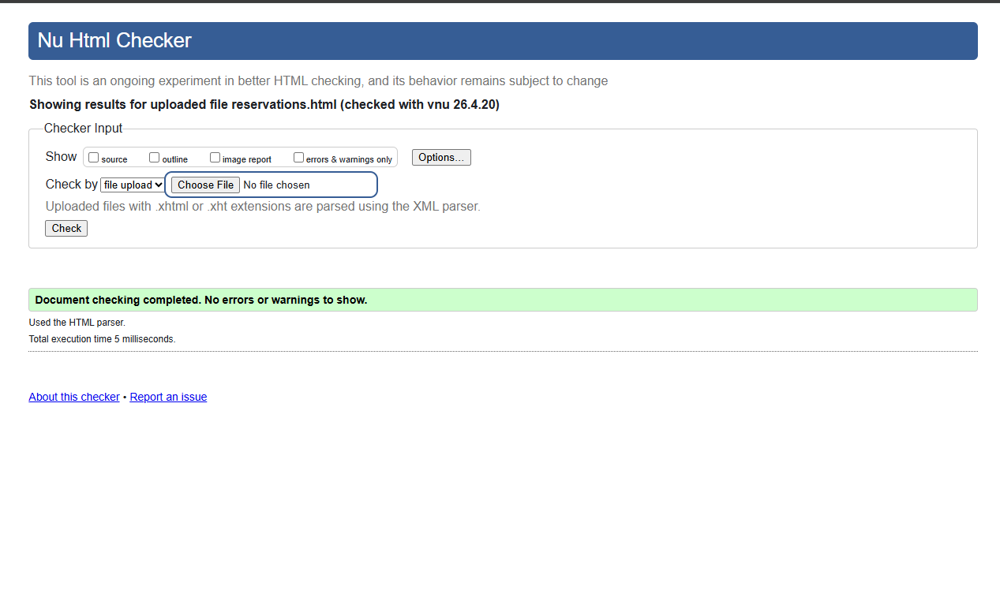 Nu Html Checker
This tool is an ongoing experiment in better HTML checking, and its behavior remains subject to change
Showing results for uploaded file reservations.html (checked with vnu 26.4.20)
Checker Input
Show source outline image report errors & warnings only Options...
Check by file upload Choose File No file chosen
Uploaded files with .xhtml or .xht extensions are parsed using the XML parser.
Check
Document checking completed. No errors or warnings to show.
Used the HTML parser.
Total execution time 5 milliseconds.
About this checker • Report an issue